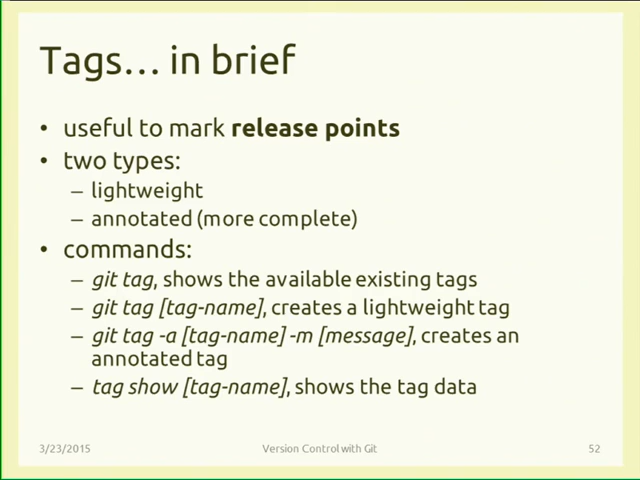 Tags… in brief
• useful to mark release points
• two types:
– lightweight
– annotated (more complete)
• commands:
– git tag, shows the available existing tags
– git tag [tag-name], creates a lightweight tag
– git tag -a [tag-name] -m [message], creates an
annotated tag
– tag show [tag-name], shows the tag data
3/23/2015
Version Control with Git
52